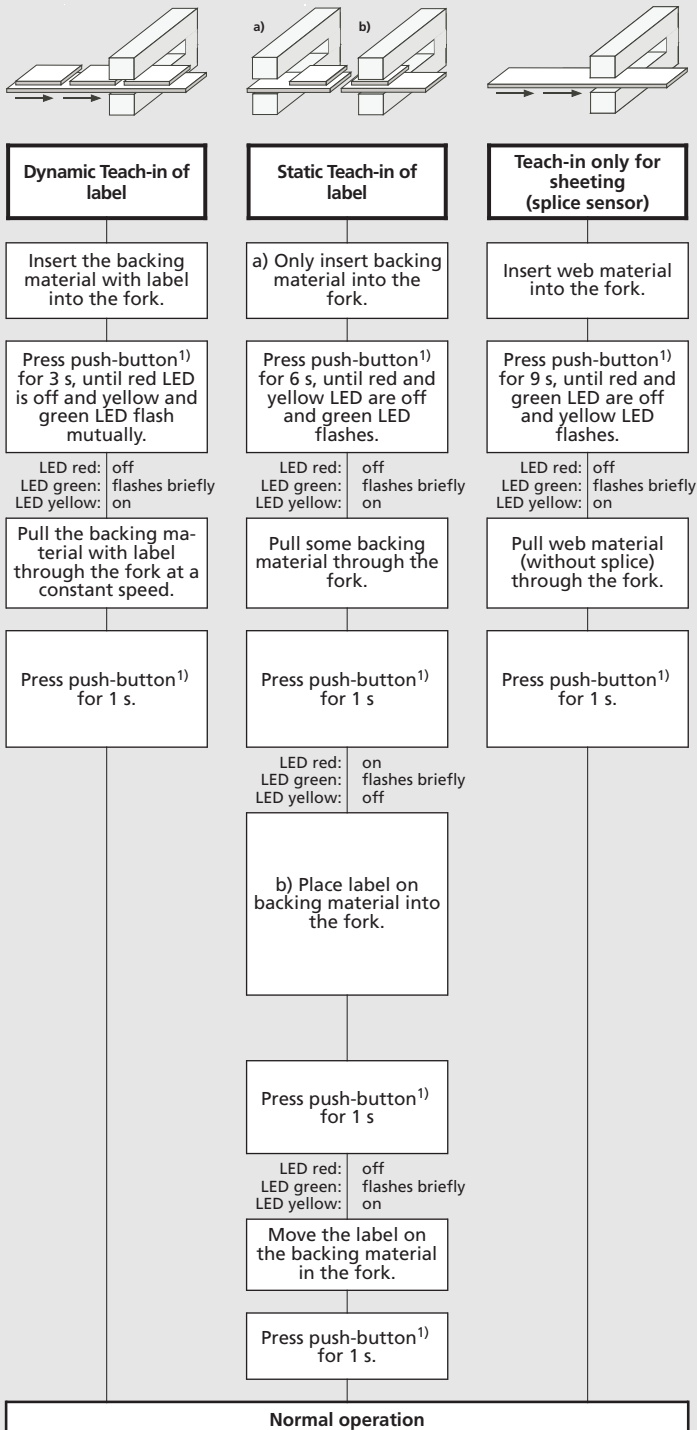 a)
b)
Dynamic Teach-in of
label
Insert the backing
material with label
into the fork.
Press push-button1)
for 3 s, until red LED
is off and yellow and
green LED flash
mutually.
LED red: off
LED green: flashes briefly
LED yellow: on
Pull the backing ma-
terial with label
through the fork at a
constant speed.
Press push-button1)
for 1 s.
Static Teach-in of
label
a) Only insert backing
material into the
fork.
Press push-button1)
for 6 s, until red and
yellow LED are off
and green LED
flashes.
LED red: off
LED green: flashes briefly
LED yellow: on
Pull some backing
material through the
fork.
Press push-button1)
for 1 s
LED red: on
LED green: flashes briefly
LED yellow: off
b) Place label on
backing material into
the fork.
Press push-button1)
for 1 s
LED red: off
LED green: flashes briefly
LED yellow: on
Move the label on
the backing material
in the fork.
Press push-button1)
for 1 s.
Teach-in only for
sheeting
(splice sensor)
Insert web material
into the fork.
Press push-button1)
for 9 s, until red and
green LED are off
and yellow LED
flashes.
LED red: off
LED green: flashes briefly
LED yellow: on
Pull web material
(without splice)
through the fork.
Press push-button1)
for 1 s.
Normal operation